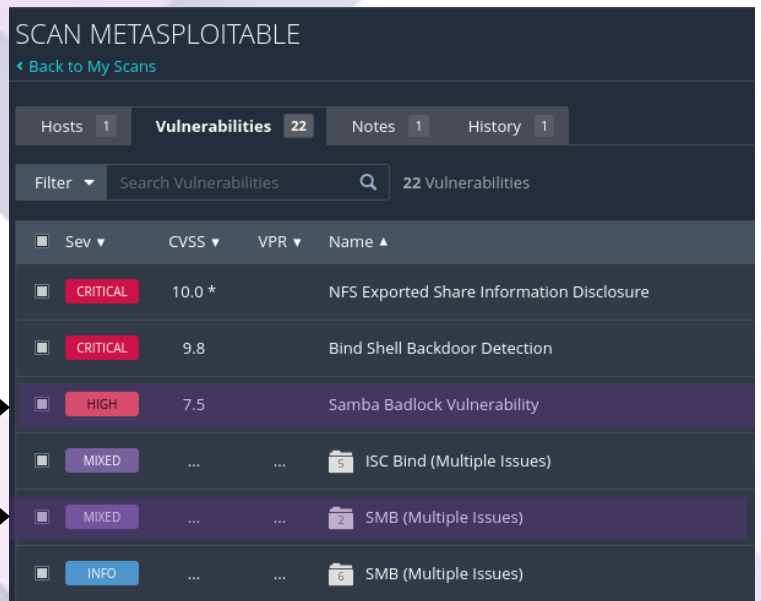 SCAN METASPLOITABLE
‹ Back to My Scans
Hosts 1 Vulnerabilities 22 Notes 1 History 1
Filter ▼ Search Vulnerabilities 22 Vulnerabilities
Sev ▼ CVSS ▼ VPR ▼ Name ▲
CRITICAL 10.0 * NFS Exported Share Information Disclosure
CRITICAL 9.8 Bind Shell Backdoor Detection
HIGH 7.5 Samba Badlock Vulnerability
MIXED ... ... 5 ISC Bind (Multiple Issues)
MIXED ... ... 2 SMB (Multiple Issues)
INFO ... ... 6 SMB (Multiple Issues)